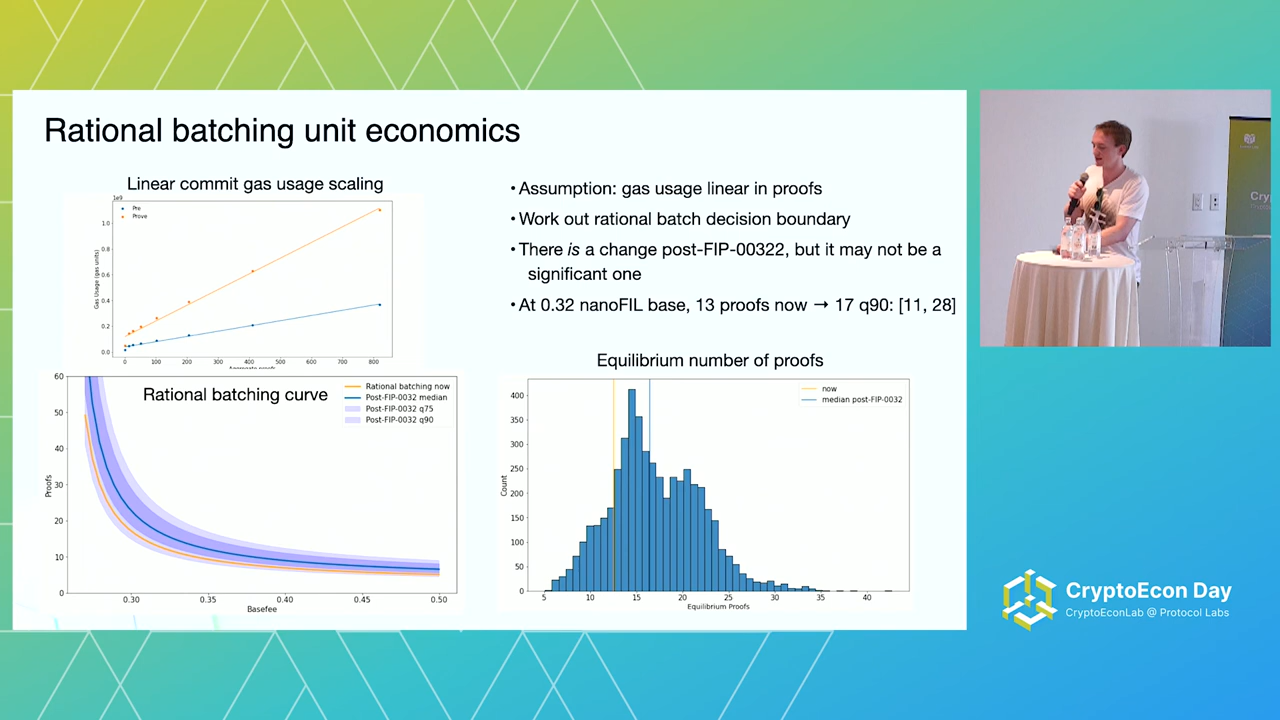 Rational batching unit economics
Linear commit gas usage scaling
1e9
Pre
Prove
1.0
0.8
0.6
0.4
0.2
0.0
Gas Usage (gas units)
0
100
200
300
400
500
600
700
800
Aggregate proofs
• Assumption: gas usage linear in proofs
• Work out rational batch decision boundary
• There is a change post-FIP-00322, but it may not be a
significant one
• At 0.32 nanoFIL base, 13 proofs now → 17 q90: [11, 28]
Rational batching curve
Rational batching now
Post-FIP-0032 median
Post-FIP-0032 q75
Post-FIP-0032 q90
60
50
40
30
20
10
0
Proofs
0.30
0.35
0.40
0.45
0.50
Basefee
Equilibrium number of proofs
now
median post-FIP-0032
400
350
300
250
200
150
100
50
0
Count
5
10
15
20
25
30
35
40
Equilibrium Proofs
Cry
CryptoEcon Day
CryptoEconLab @ Protocol Labs